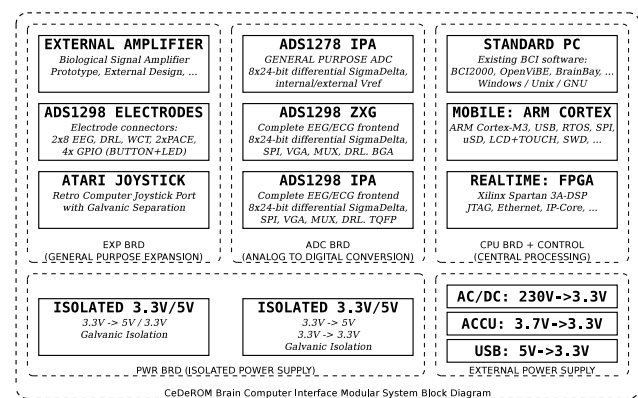 EXTERNAL AMPLIFIER
Biological Signal Amplifier
Prototype, External Design, ...
ADS1298 ELECTRODES
Electrode connectors:
2x8 EEG, DRL, WCT, 2xPACE,
4x GPIO (BUTTON+LED)
ATARI JOYSTICK
Retro Computer Joystick Port
with Galvanic Separation
EXP BRD
(GENERAL PURPOSE EXPANSION)
ADS1278 IPA
GENERAL PURPOSE ADC
8x24-bit differential SigmaDelta,
internal/external Vref
ADS1298 ZXG
Complete EEG/ECG frontend
8x24-bit differential SigmaDelta,
SPI, VGA, MUX, DRL. BGA
ADS1298 IPA
Complete EEG/ECG frontend
8x24-bit differential SigmaDelta,
SPI, VGA, MUX, DRL. TQFP
ADC BRD
(ANALOG TO DIGITAL CONVERSION)
STANDARD PC
Existing BCI software:
BCI2000, OpenViBE, BrainBay, ...
Windows / Unix / GNU
MOBILE: ARM CORTEX
ARM Cortex-M3, USB, RTOS, SPI,
uSD, LCD+TOUCH, SWD, ...
REALTIME: FPGA
Xilinx Spartan 3A-DSP
JTAG, Ethernet, IP-Core, ...
CPU BRD + CONTROL
(CENTRAL PROCESSING)
ISOLATED 3.3V/5V
3.3V -> 5V / 3.3V
Galvanic Isolation
ISOLATED 3.3V/5V
3.3V -> 5V
3.3V -> 3.3V
Galvanic Isolation
PWR BRD (ISOLATED POWER SUPPLY)
AC/DC: 230V->3.3V
ACCU: 3.7V->3.3V
USB: 5V->3.3V
EXTERNAL POWER SUPPLY
CeDeROM Brain Computer Interface Modular System Block Diagram